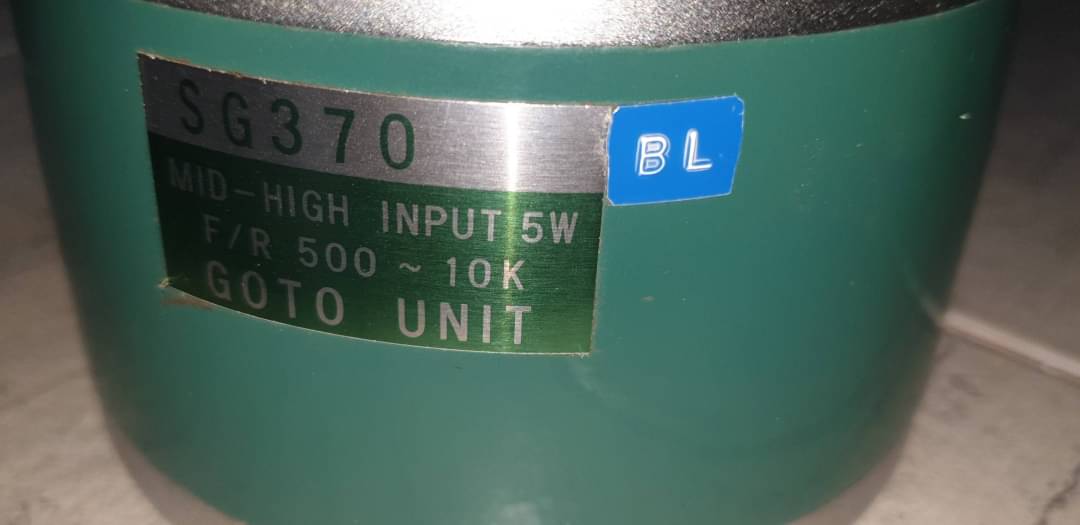 SG370
BL
MID-HIGH INPUT 5W
F/R 500 ~ 10K
GOTO UNIT